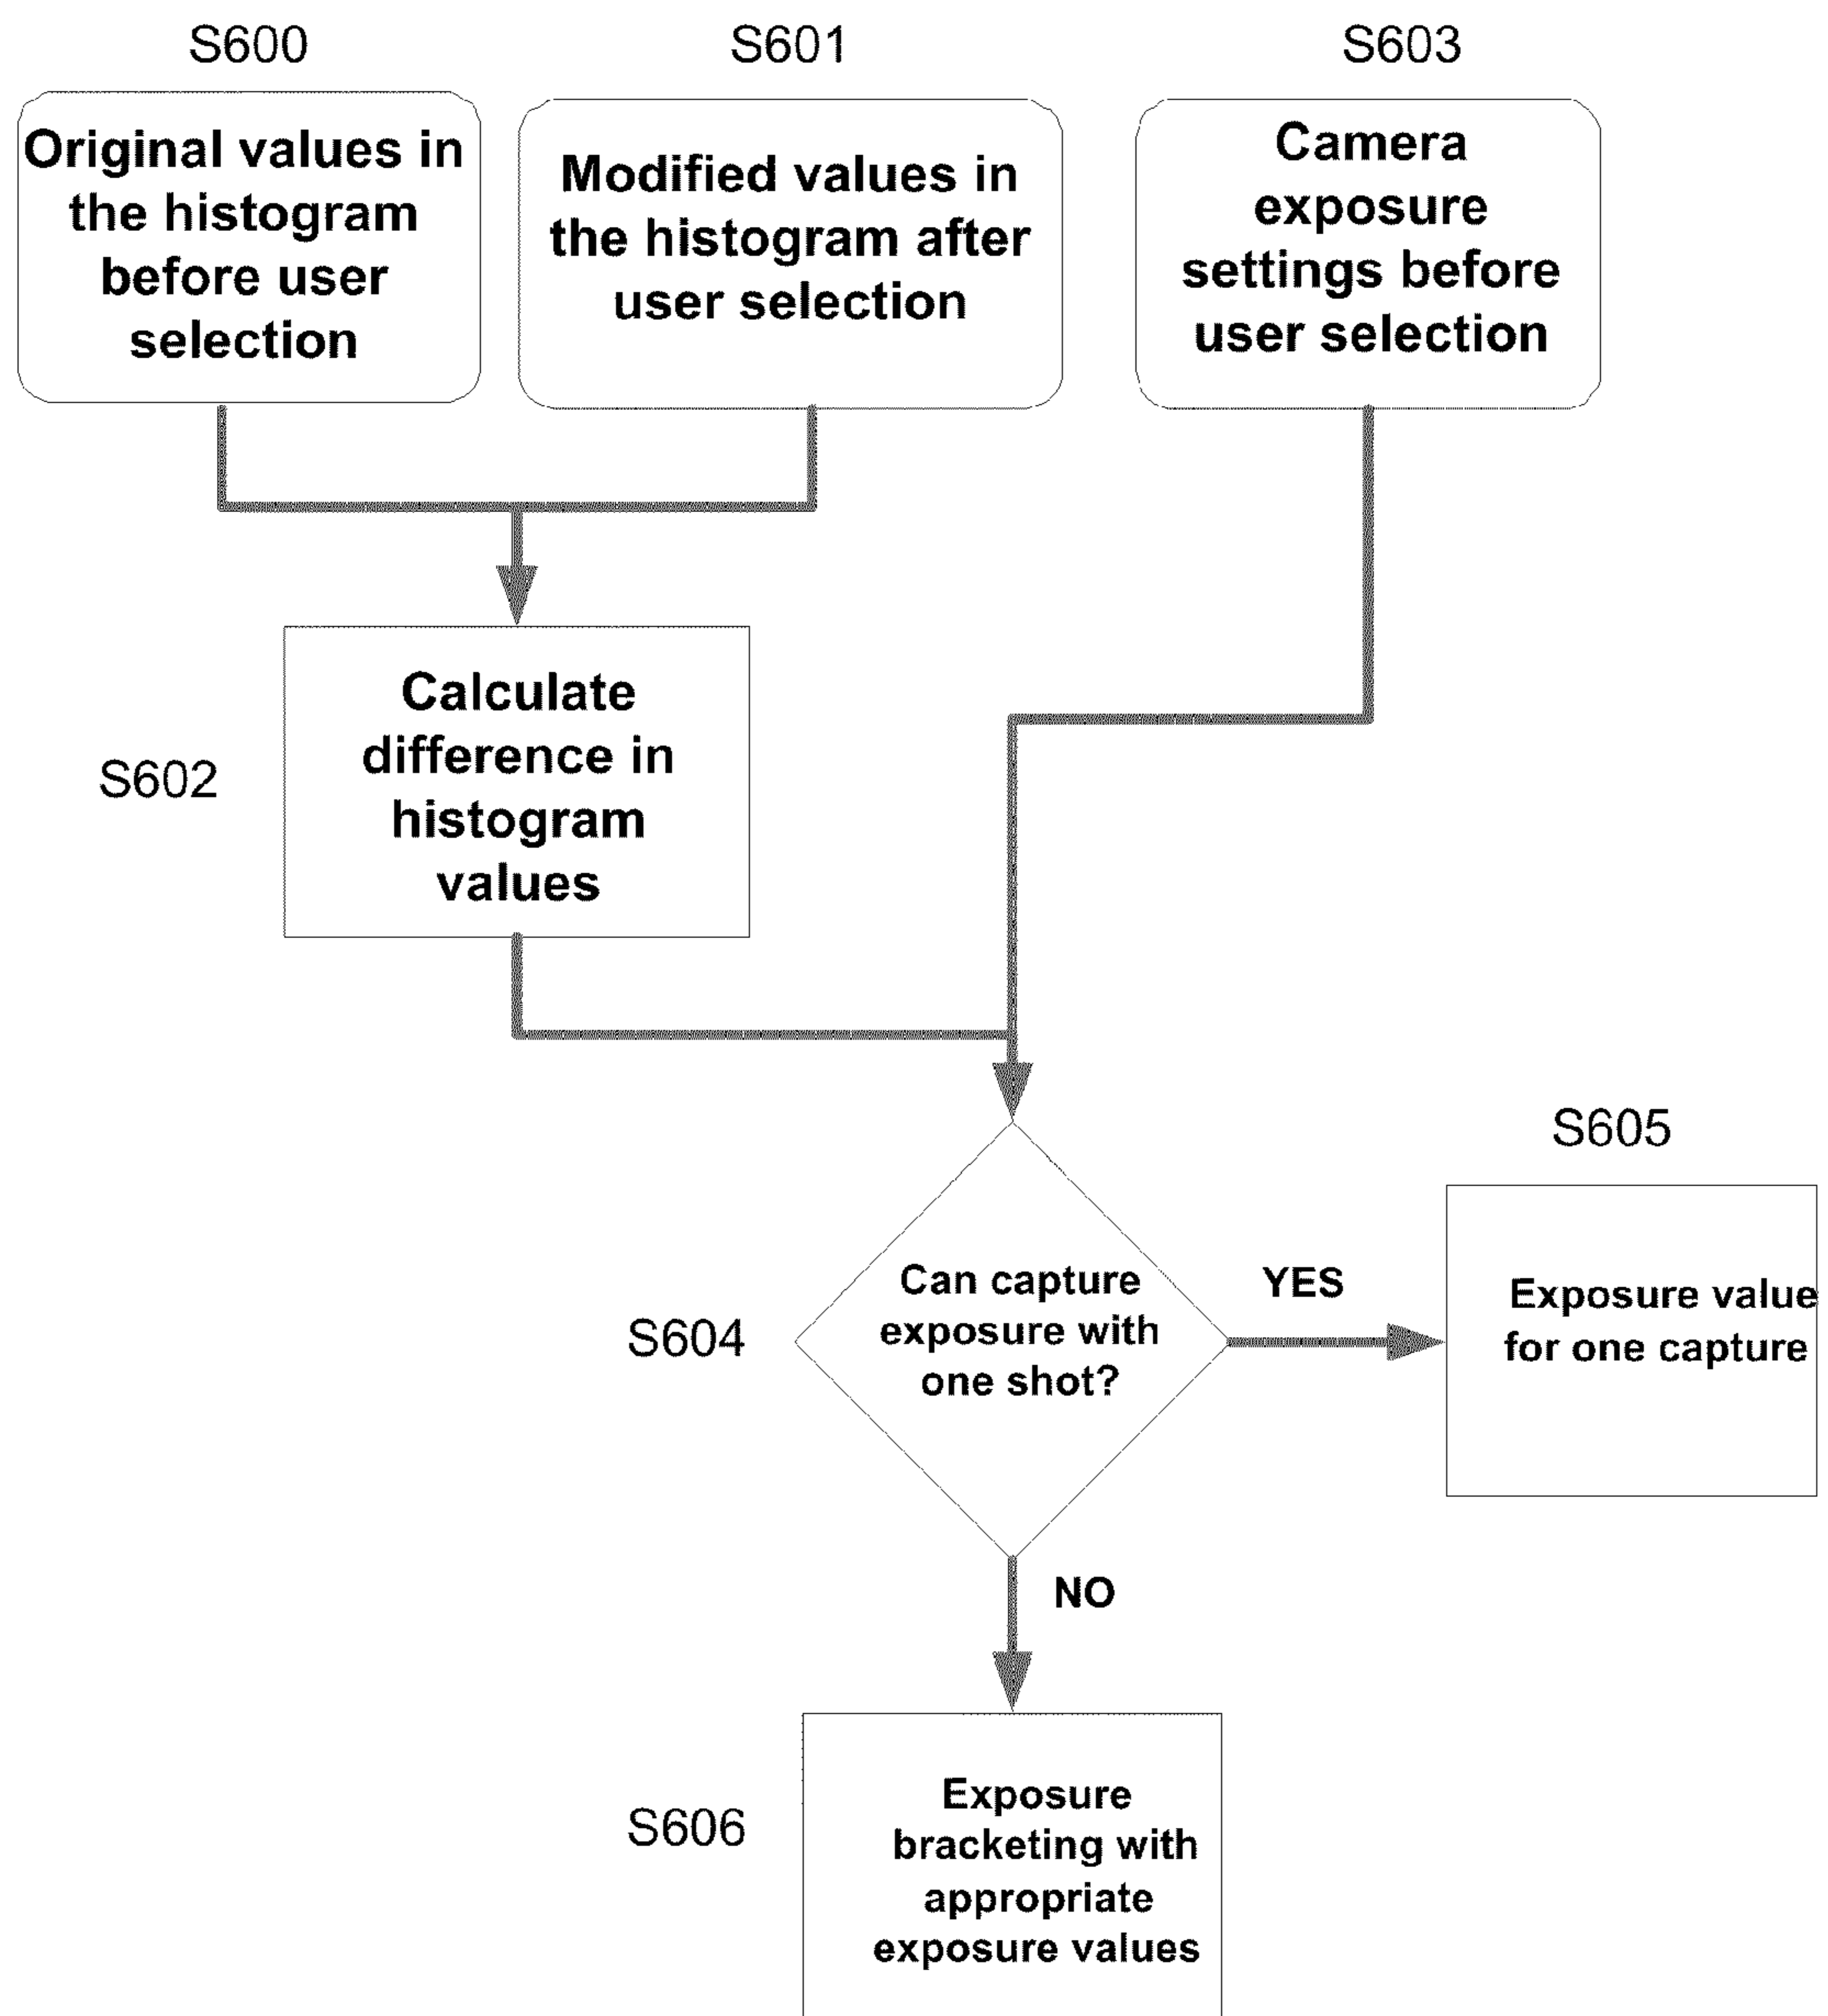 S600
S601
S603
Original values in
the histogram
before user
selection
Modified values in
the histogram after
user selection
Camera
exposure
settings before
user selection
S602
Calculate
difference in
histogram
values
S604
Can capture
exposure with
one shot?
YES
S605
Exposure value
for one capture
NO
S606
Exposure
bracketing with
appropriate
exposure values